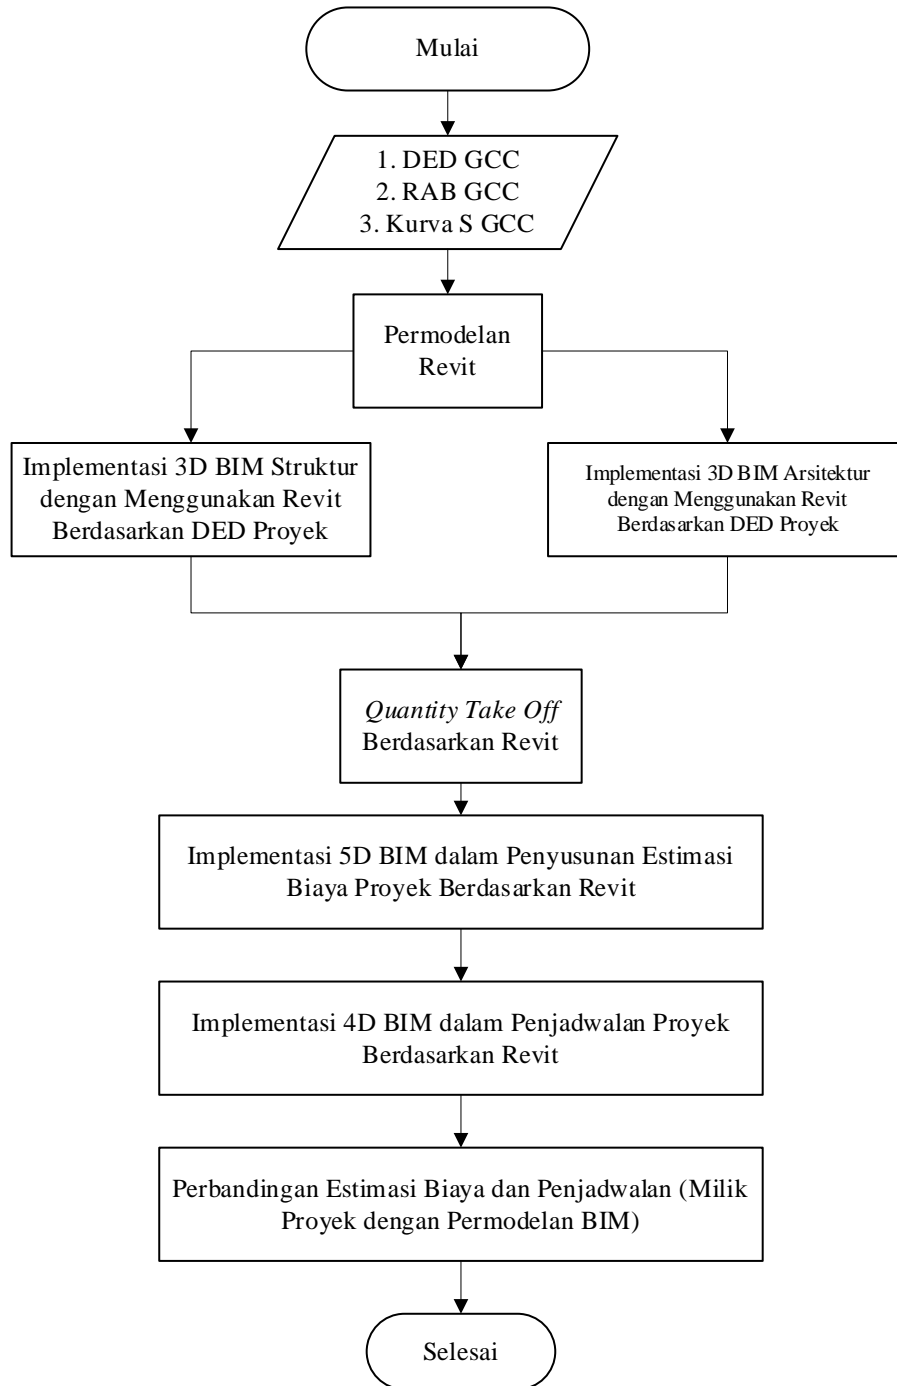 Mulai
1. DED GCC
2. RAB GCC
3. Kurva S GCC
Permodelan
Revit
Implementasi 3D BIM Struktur
dengan Menggunakan Revit
Berdasarkan DED Proyek
Implementasi 3D BIM Arsitektur
dengan Menggunakan Revit
Berdasarkan DED Proyek
Quantity Take Off
Berdasarkan Revit
Implementasi 5D BIM dalam Penyusunan Estimasi
Biaya Proyek Berdasarkan Revit
Implementasi 4D BIM dalam Penjadwalan Proyek
Berdasarkan Revit
Perbandingan Estimasi Biaya dan Penjadwalan (Milik
Proyek dengan Permodelan BIM)
Selesai